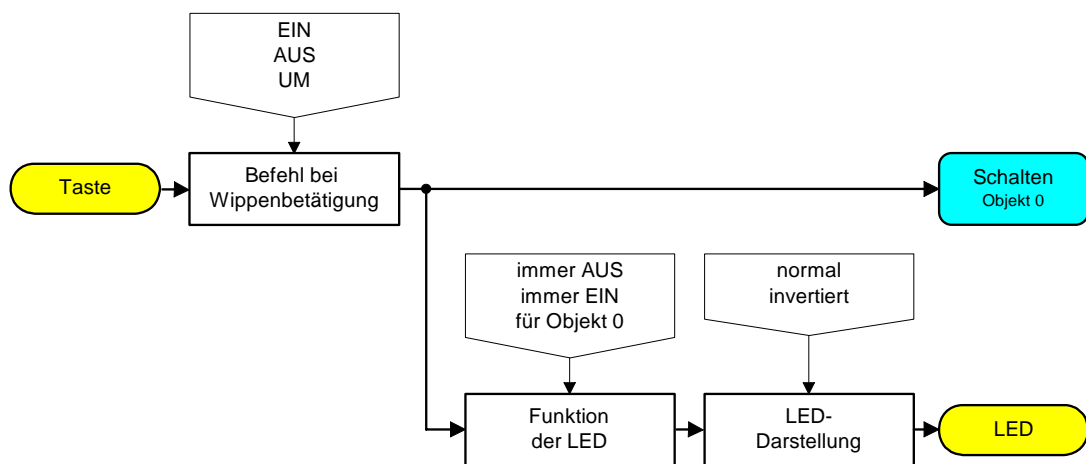 EIN
AUS
UM
Taste
Befehl bei
Wippenbetätigung
Schalten
Objekt 0
immer AUS
immer EIN
für Objekt 0
normal
invertiert
Funktion
der LED
LED-
Darstellung
LED